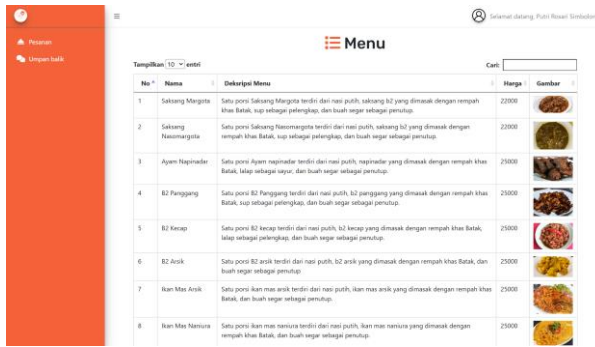 Selamat datang, Putri Rosari Simbolon
Pesanan
Umpan balik
Menu
Tampilkan 10 entri
Cari:
No Nama Deksripsi Menu Harga Gambar
1 Saksang Margota Satu porsi Saksang Margota terdiri dari nasi putih, saksang b2 yang dimasak dengan rempah 22000
khas Batak, sup sebagai pelengkap, dan buah segar sebagai penutup.
2 Saksang Satu porsi Saksang Nasomargota terdiri dari nasi putih, saksang b2 yang dimasak dengan 22000
Nasomargota rempah khas Batak, sup sebagai pelengkap, dan buah segar sebagai penutup.
3 Ayam Napinadar Satu porsi Ayam napinadar terdiri dari nasi putih, napinadar yang dimasak dengan rempah khas 25000
Batak, lalap sebagai sayur, dan buah segar sebagai penutup.
4 B2 Panggang Satu porsi B2 Panggang terdiri dari nasi putih, b2 panggang yang dimasak dengan rempah khas 25000
Batak, sup sebagai pelengkap, dan buah segar sebagai penutup.
5 B2 Kecap Satu porsi B2 kecap terdiri dari nasi putih, b2 kecap yang dimasak dengan rempah khas Batak, 25000
lalap sebagai pelengkap, dan buah segar sebagai penutup.
6 B2 Arsik Satu porsi B2 arsik terdiri dari nasi putih, b2 arsik yang dimasak dengan rempah khas Batak, dan 25000
buah segar sebagai penutup
7 Ikan Mas Arsik Satu porsi ikan mas arsik terdiri dari nasi putih, ikan mas arsik yang dimasak dengan rempah khas 25000
Batak, dan buah segar sebagai penutup.
8 Ikan Mas Naniura Satu porsi ikan mas naniura terdiri dari nasi putih, ikan mas naniura yang dimasak dengan 25000
rempah khas Batak, dan buah segar sebagai penutup.